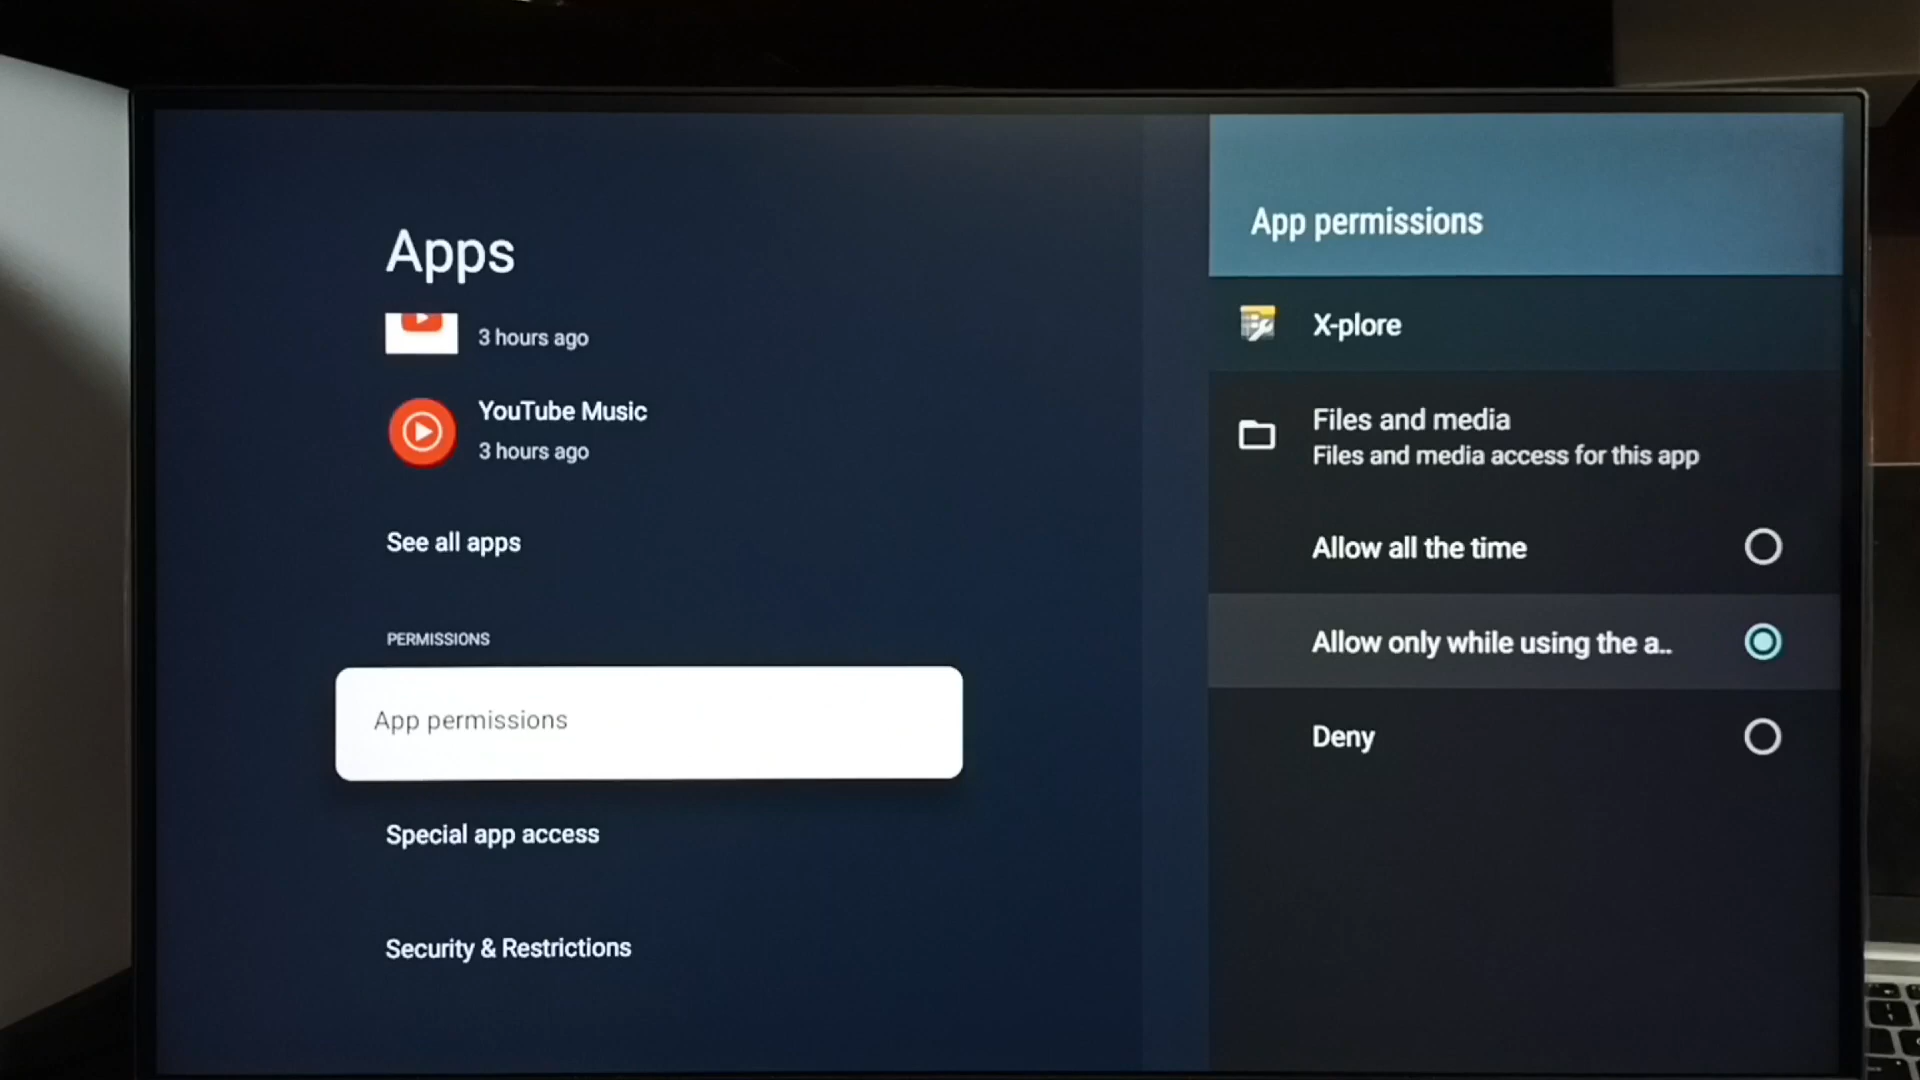 Apps
3 hours ago
YouTube Music
3 hours ago
See all apps
PERMISSIONS
App permissions
Special app access
Security & Restrictions
App permissions
X-plore
Files and media
Files and media access for this app
Allow all the time
Allow only while using the a..
Deny